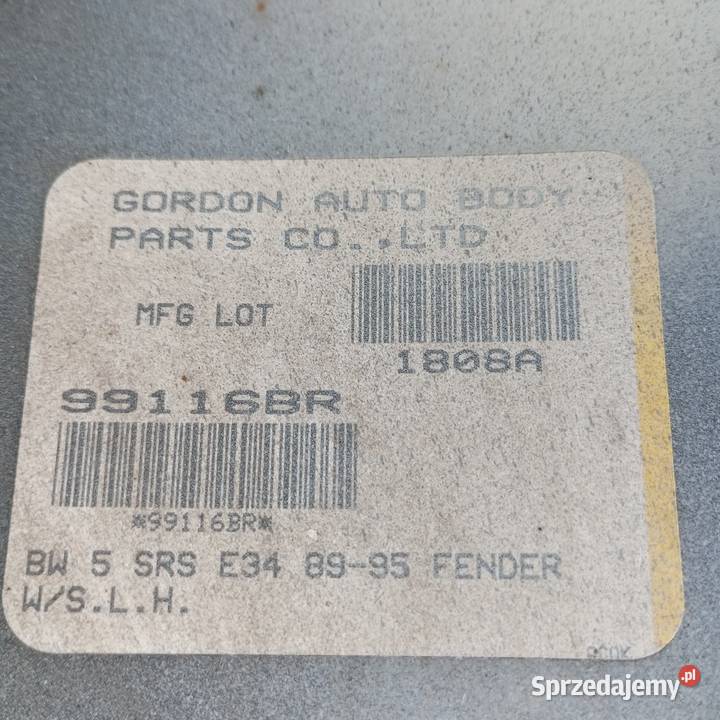 GORDON AUTO BODY
PARTS CO.,LTD
MFG LOT
1808A
99116BR
*99116BR*
BW 5 SRS E34 89-95 FENDER
W/S.L.H.
Sprzedajemy.pl